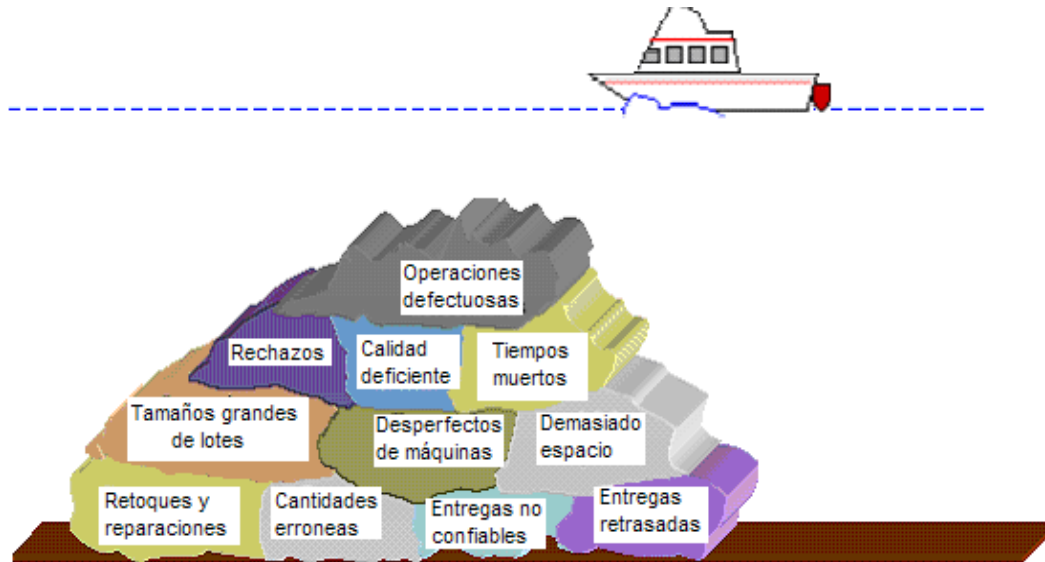 Operaciones
defectuosas
Rechazos
Calidad
deficiente
Tiempos
muertos
Tamaños grandes
de lotes
Desperfectos
de máquinas
Demasiado
espacio
Retoques y
reparaciones
Cantidades
erroneas
Entregas no
confiables
Entregas
retrasadas